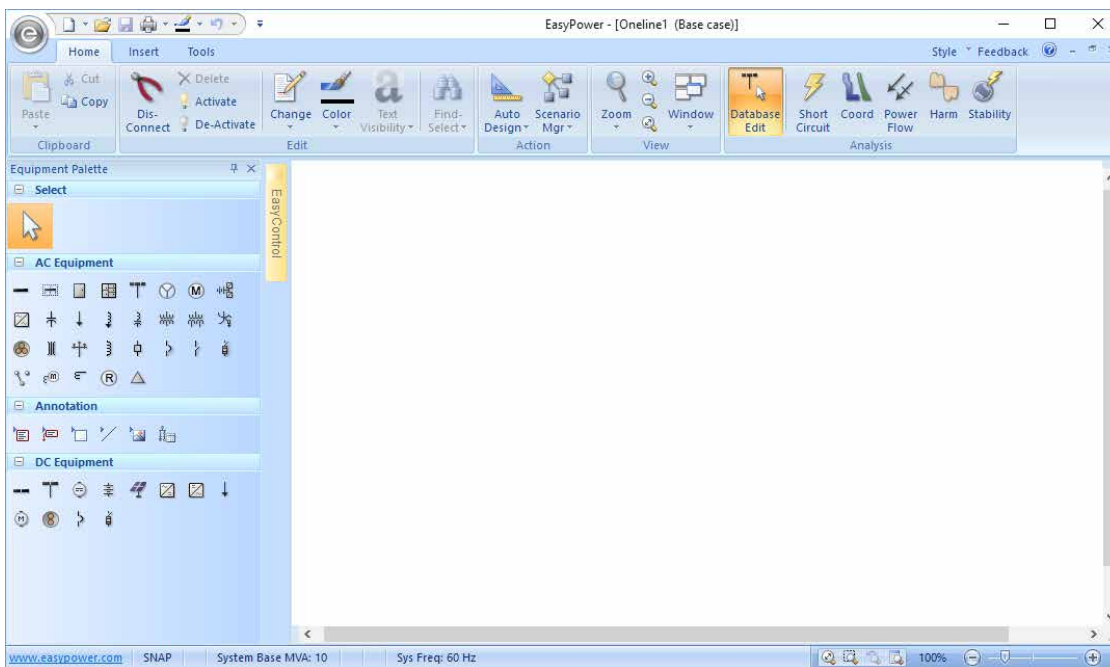 EasyPower - [Oneline1 (Base case)]
Home Insert Tools Style Feedback
Paste Cut Copy
Dis-Connect Delete Activate De-Activate
Change Color Text Visibility Find-Select
Auto Design Scenario Mgr
Zoom Window
Database Edit
Short Circuit Coord Power Flow Harm Stability
Clipboard Edit Action View Analysis
Equipment Palette
Select
EasyControl
AC Equipment
M
R
Annotation
DC Equipment
M
www.easypower.com SNAP System Base MVA: 10 Sys Freq: 60 Hz 100%